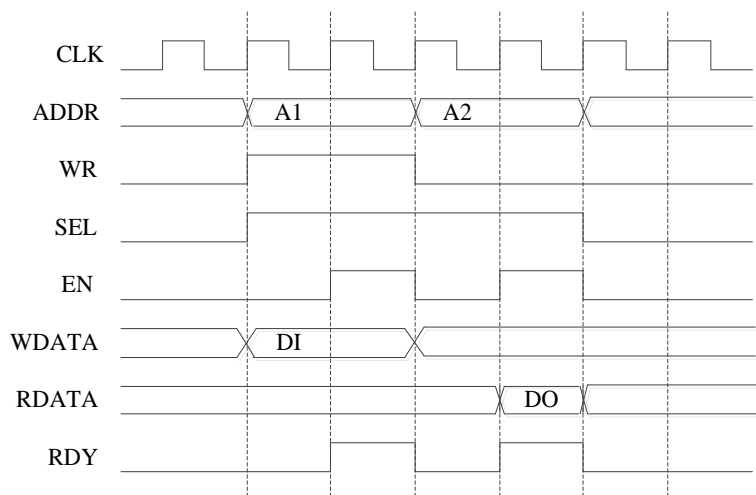 CLK
ADDR A1 A2
WR
SEL
EN
WDATA DI
RDATA DO
RDY